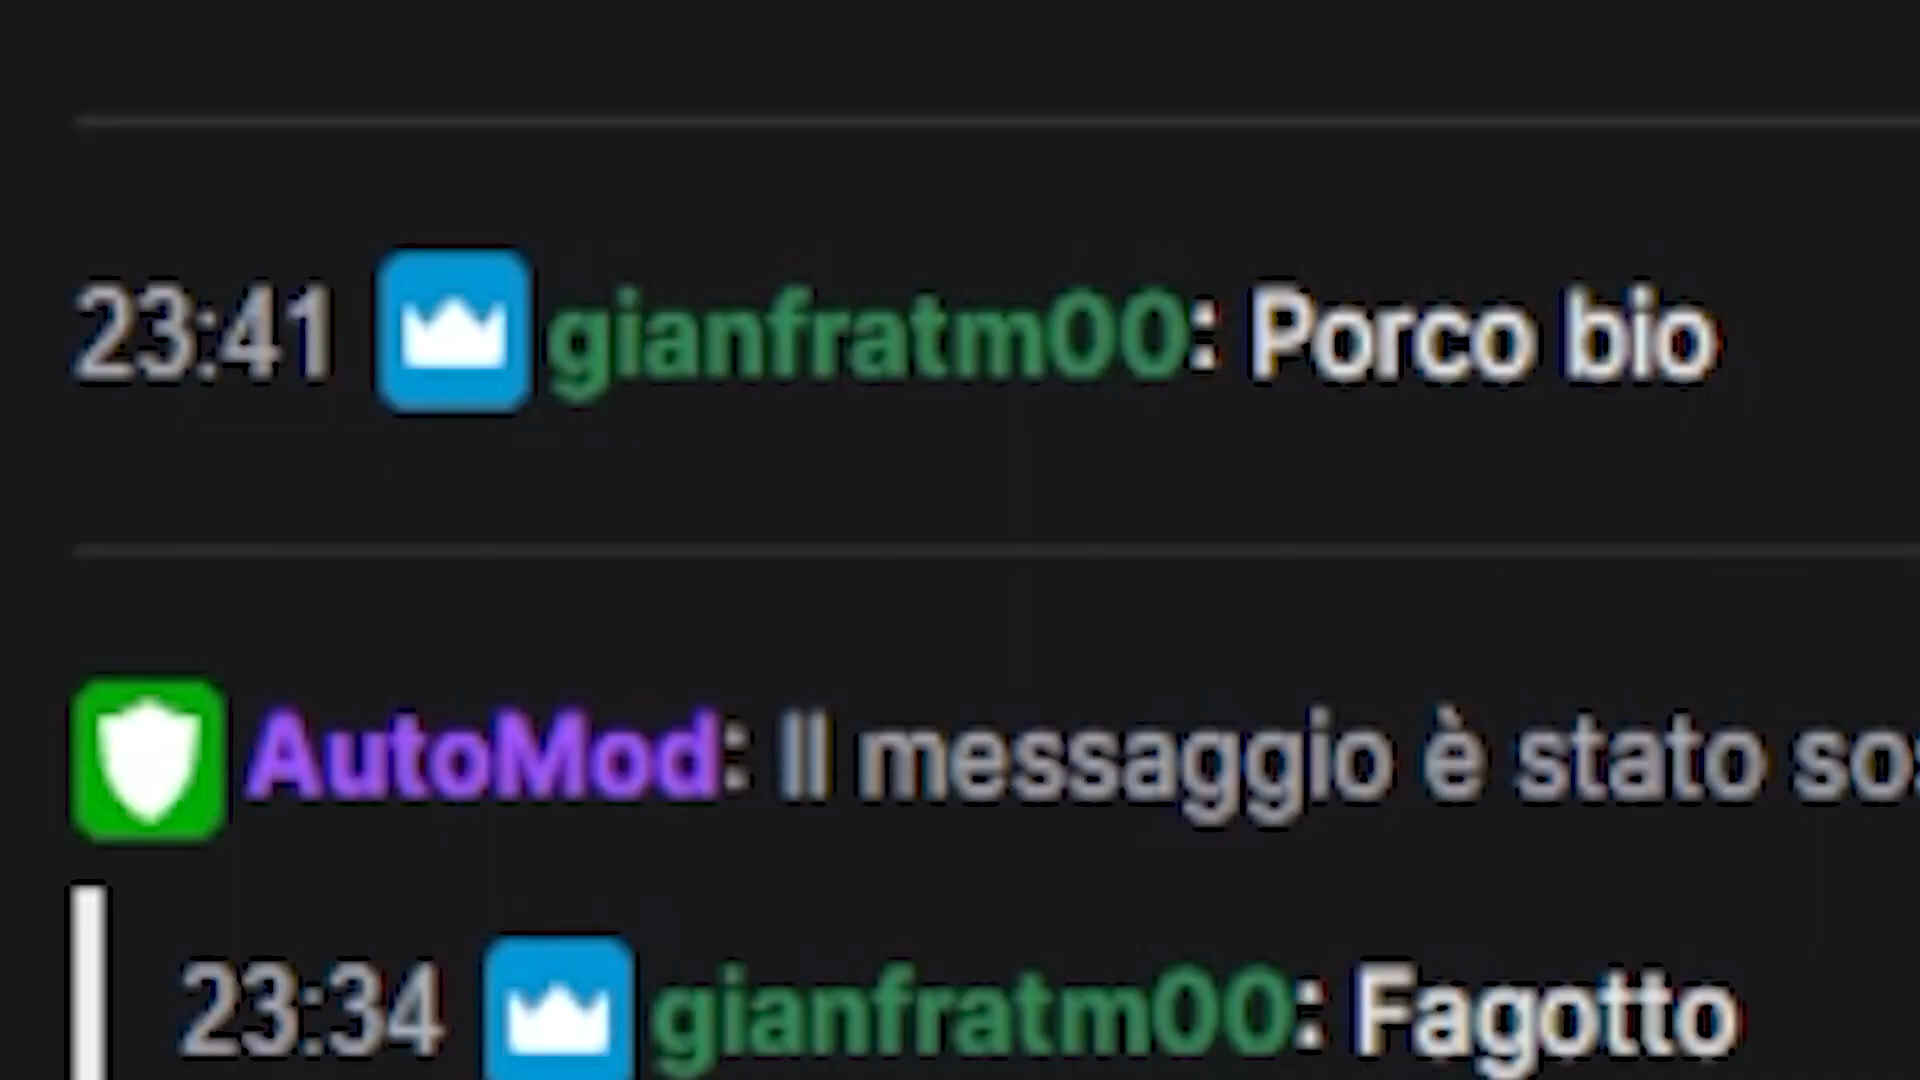 23:41 gianfratm00: Porco bio
AutoMod: Il messaggio è stato
23:34 gianfratm00: Fagotto